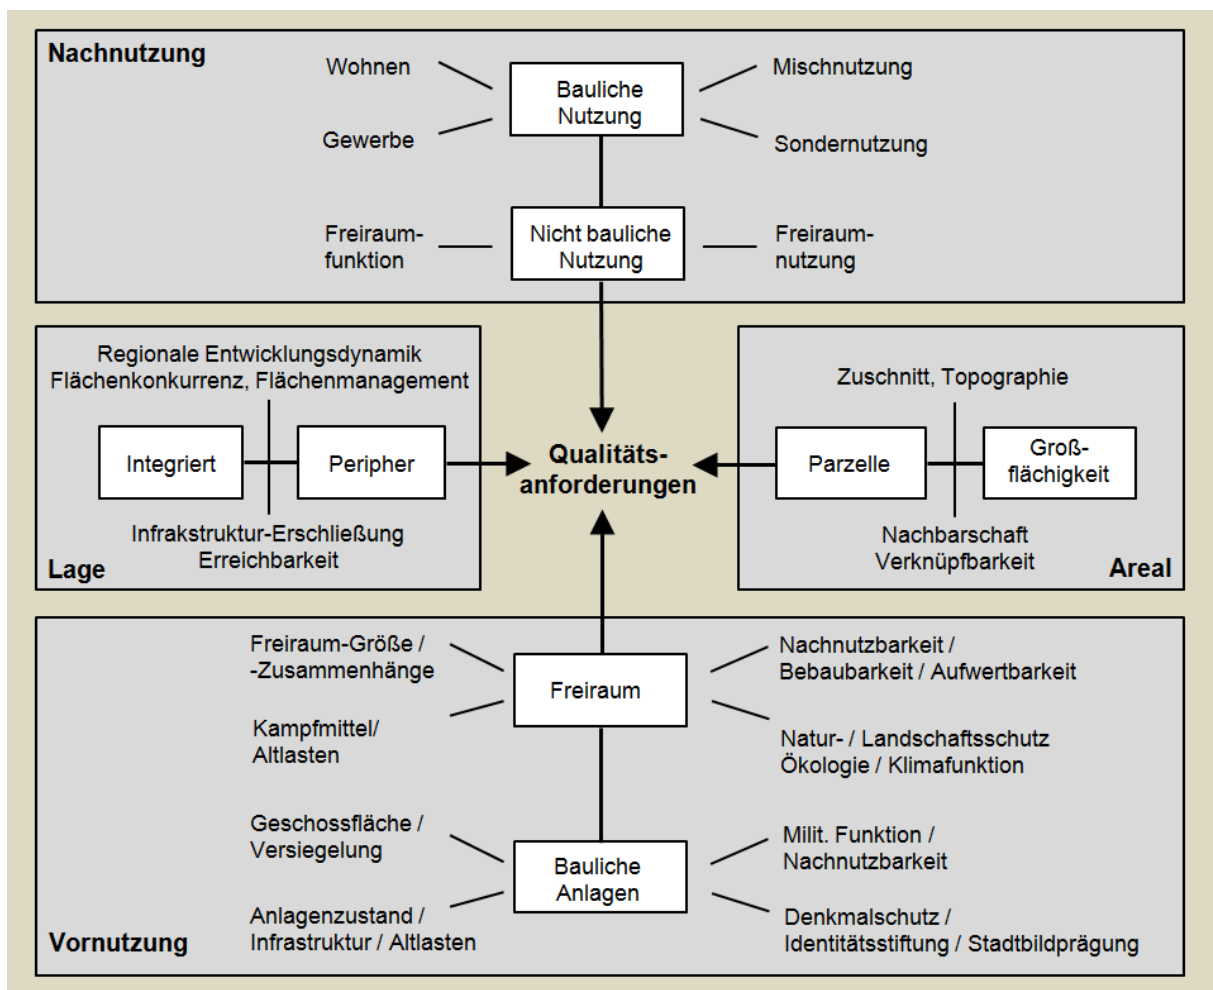 Nachnutzung
Wohnen
Bauliche
Nutzung
Mischnutzung
Gewerbe
Sondernutzung
Freiraum-
funktion
Nicht bauliche
Nutzung
Freiraum-
nutzung
Regionale Entwicklungsdynamik
Flächenkonkurrenz, Flächenmanagement
Integriert
Peripher
Infrakstruktur-Erschließung
Erreichbarkeit
Lage
Qualitäts-
anforderungen
Zuschnitt, Topographie
Parzelle
Groß-
flächigkeit
Nachbarschaft
Verknüpfbarkeit
Areal
Freiraum-Größe /
-Zusammenhänge
Freiraum
Nachnutzbarkeit /
Bebaubarkeit / Aufwertbarkeit
Kampfmittel/
Altlasten
Natur- / Landschaftsschutz
Ökologie / Klimafunktion
Geschossfläche /
Versiegelung
Bauliche
Anlagen
Milit. Funktion /
Nachnutzbarkeit
Anlagenzustand /
Infrastruktur / Altlasten
Denkmalschutz /
Identitätsstiftung / Stadtbildprägung
Vornutzung